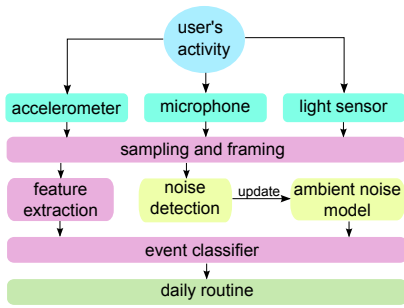 user's
activity
accelerometer
microphone
light sensor
sampling and framing
feature
extraction
noise
detection
update
ambient noise
model
event classifier
daily routine